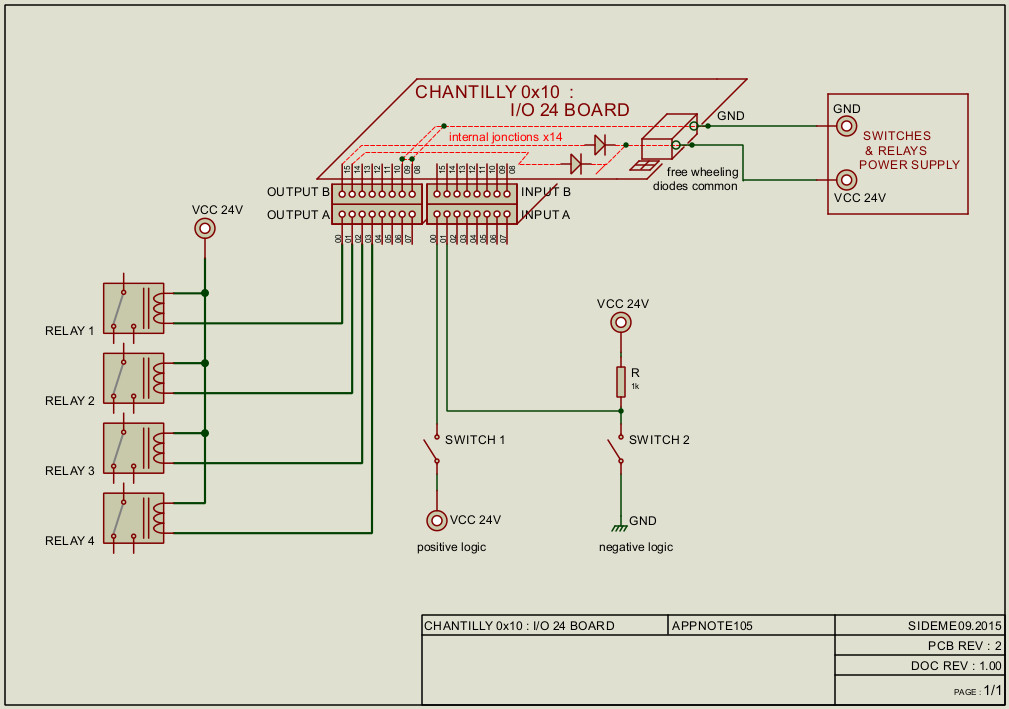 CHANTILLY 0x10 :
I/O 24 BOARD
GND
internal jonctions x14
GND
SWITCHES
& RELAYS
POWER SUPPLY
VCC 24V
free wheeling
diodes common
15 14 13 12 11 10 09 08
15 14 13 12 11 10 09 08
OUTPUT B
INPUT B
OUTPUT A
INPUT A
00 01 02 03 04 05 06 07
00 01 02 03 04 05 06 07
VCC 24V
RELAY 1
RELAY 2
RELAY 3
RELAY 4
VCC 24V
R
1k
SWITCH 1
SWITCH 2
VCC 24V
GND
positive logic
negative logic
CHANTILLY 0x10 : I/O 24 BOARD
APPNOTE105
SIDEME09.2015
PCB REV : 2
DOC REV : 1.00
PAGE : 1/1